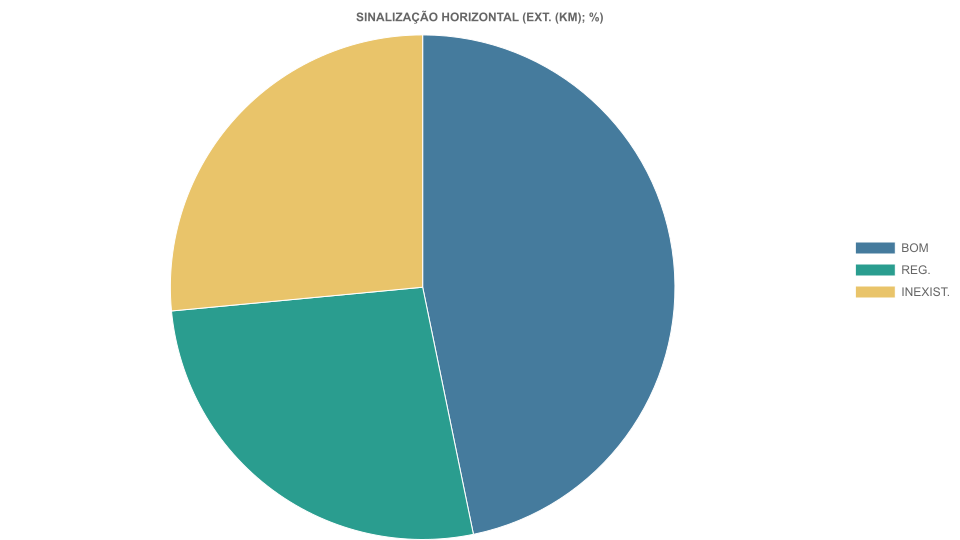 SINALIZAÇÃO HORIZONTAL (EXT. (KM); %)
BOM
REG.
INEXIST.